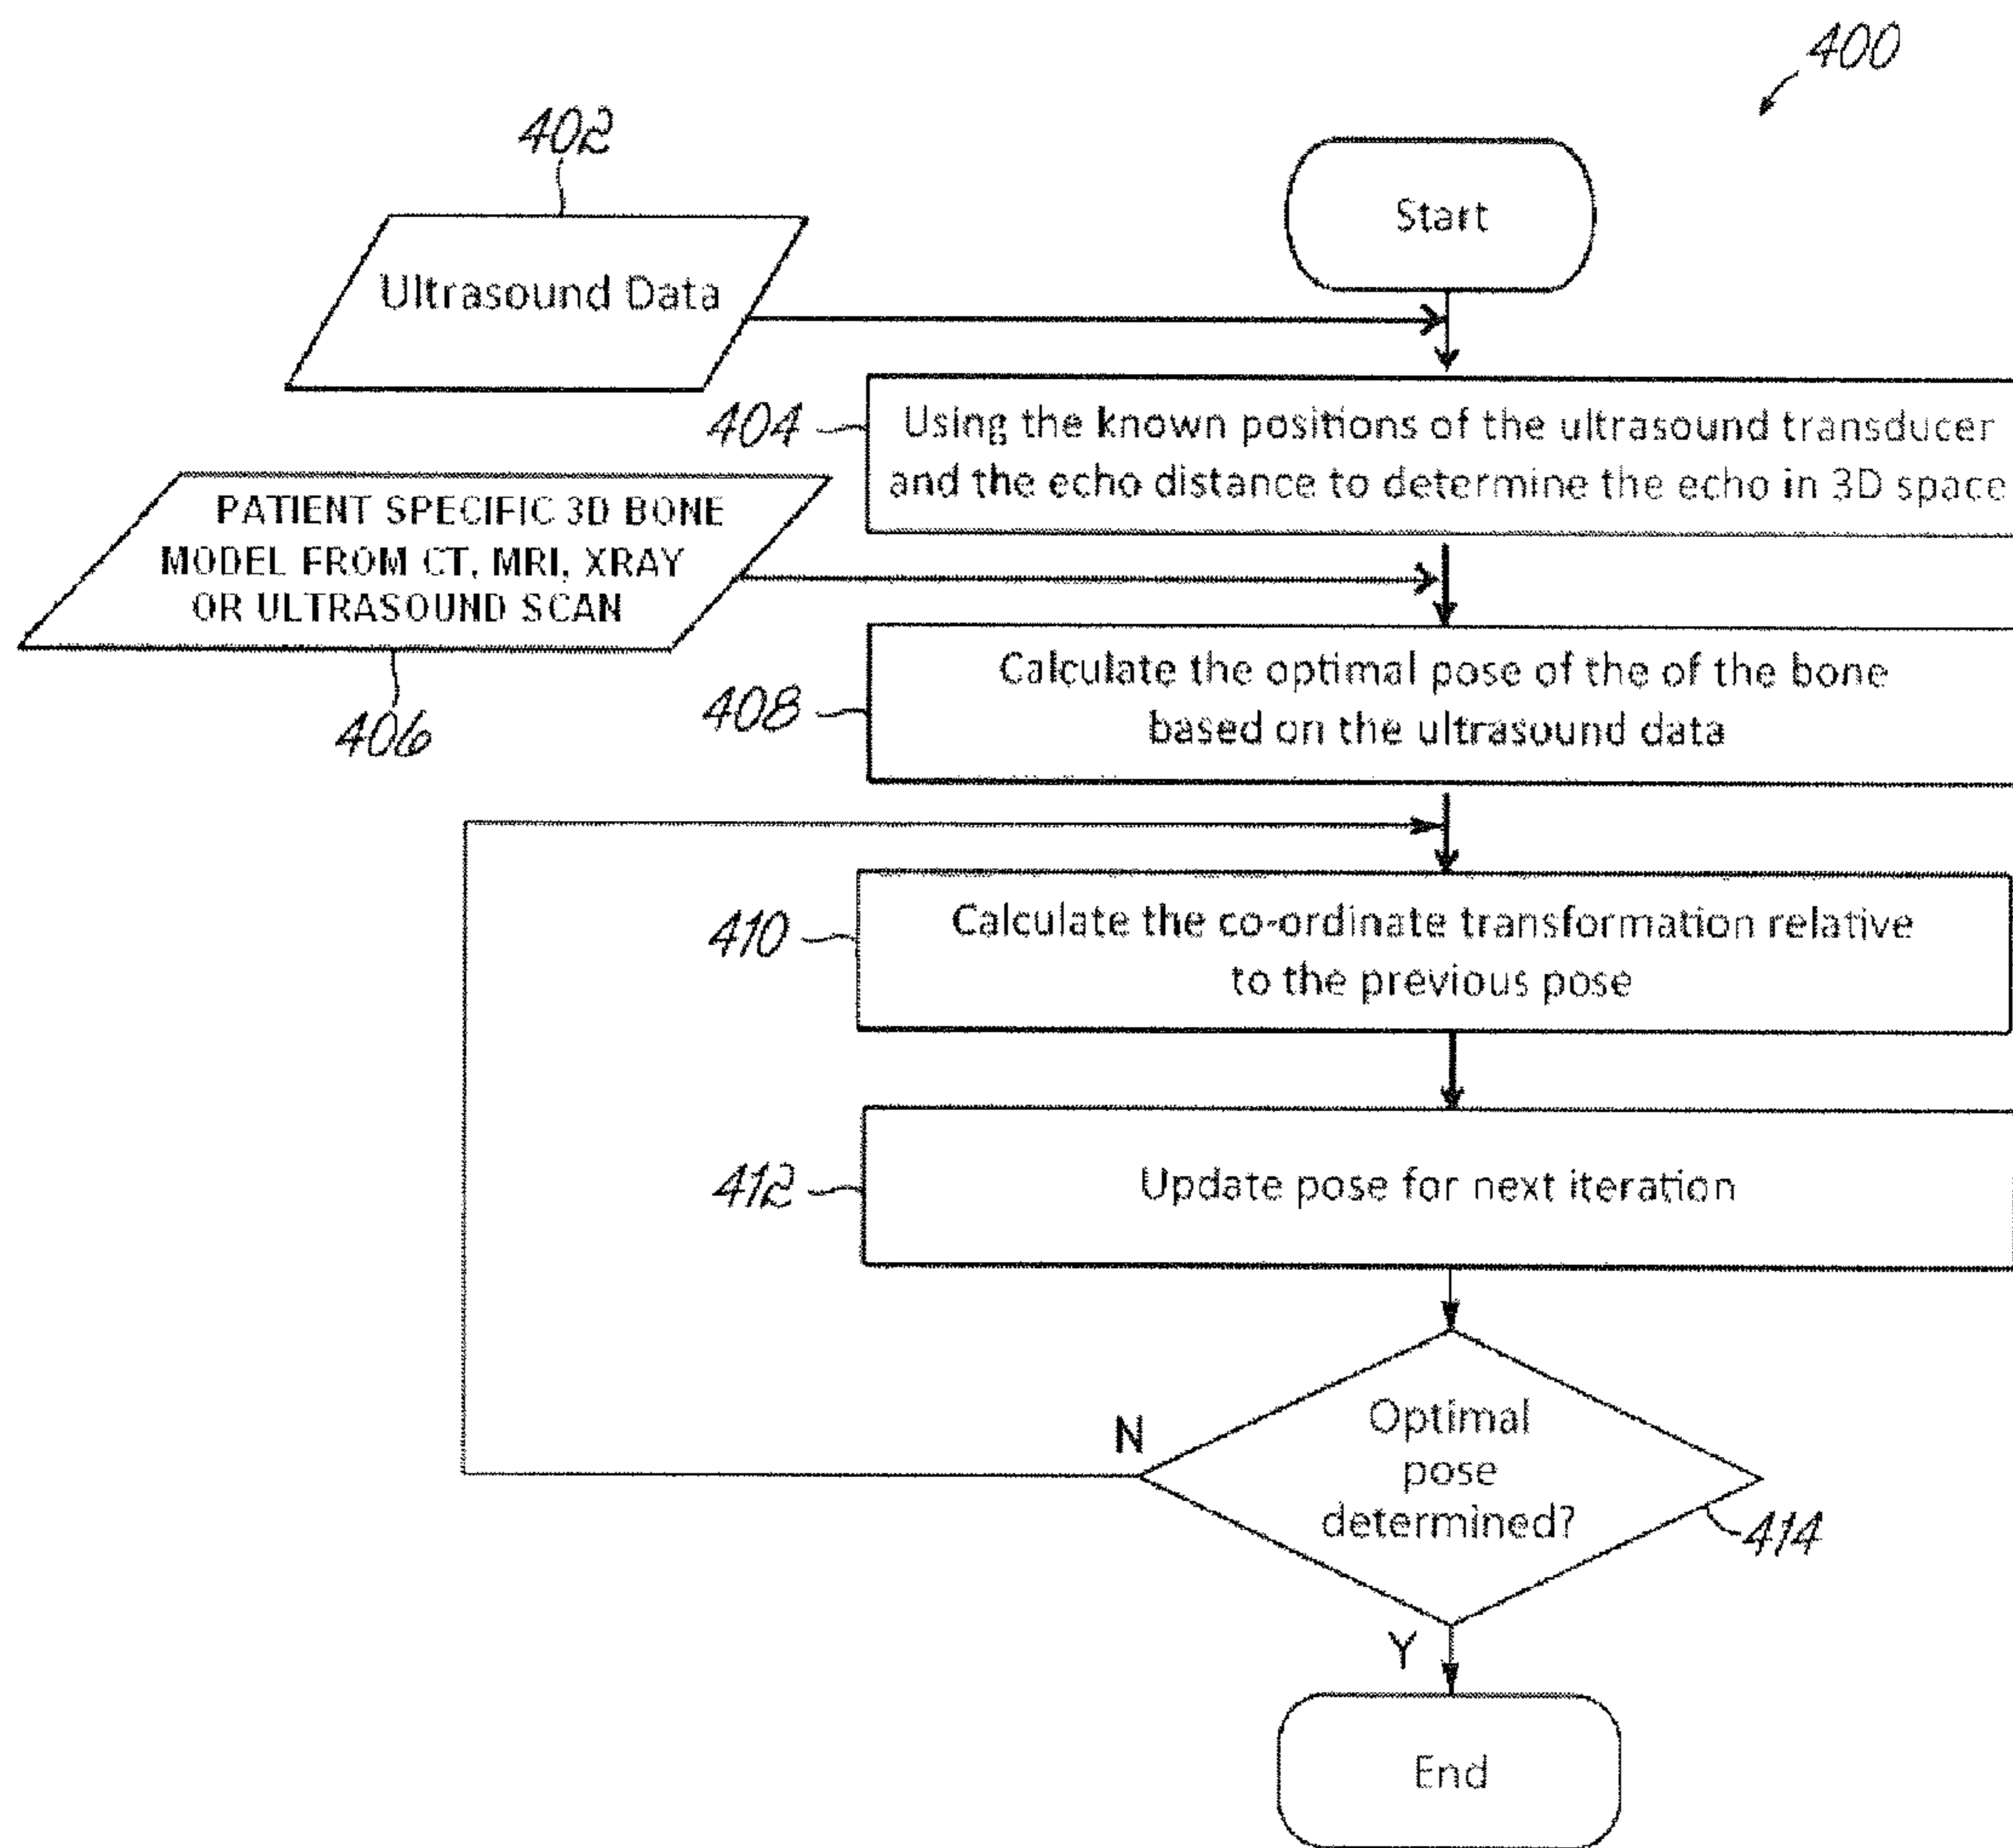 400
402
Start
Ultrasound Data
404
Using the known positions of the ultrasound transducer
and the echo distance to determine the echo in 3D space
PATIENT SPECIFIC 3D BONE
MODEL FROM CT, MRI, XRAY
OR ULTRASOUND SCAN
406
408
Calculate the optimal pose of the of the bone
based on the ultrasound data
410
Calculate the co-ordinate transformation relative
to the previous pose
412
Update pose for next iteration
N
Optimal
pose
determined?
414
Y
End